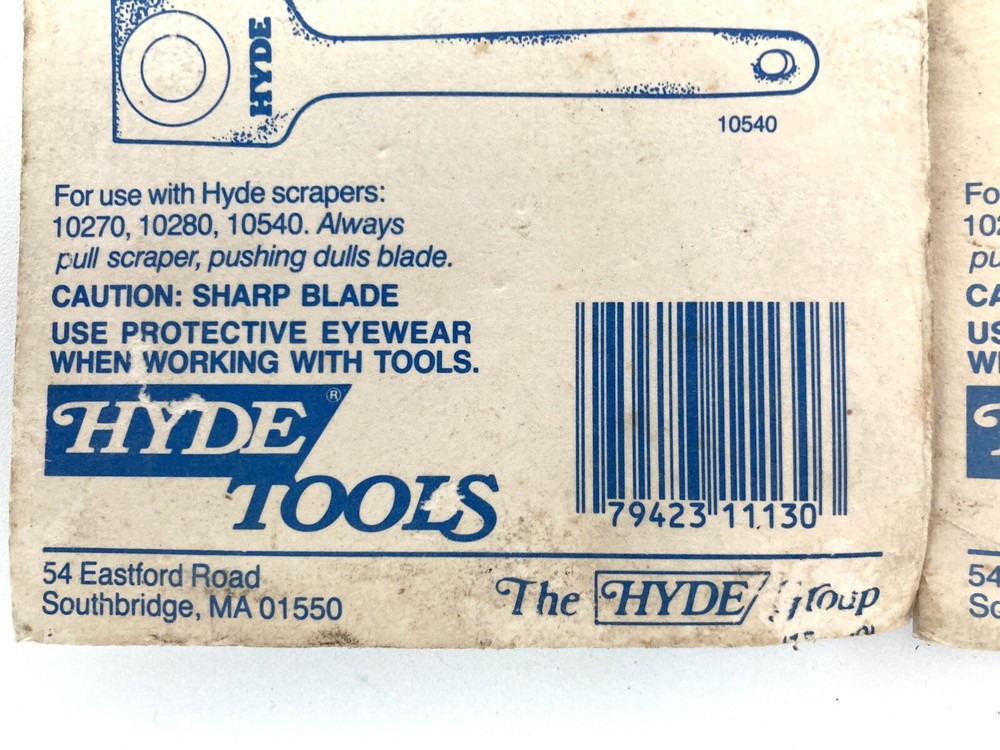 HYDE
10540
For use with Hyde scrapers:
10270, 10280, 10540. Always
pull scraper, pushing dulls blade.
CAUTION: SHARP BLADE
USE PROTECTIVE EYEWEAR
WHEN WORKING WITH TOOLS.
HYDE®
TOOLS
79423 11130
54 Eastford Road
Southbridge, MA 01550
The HYDE Group